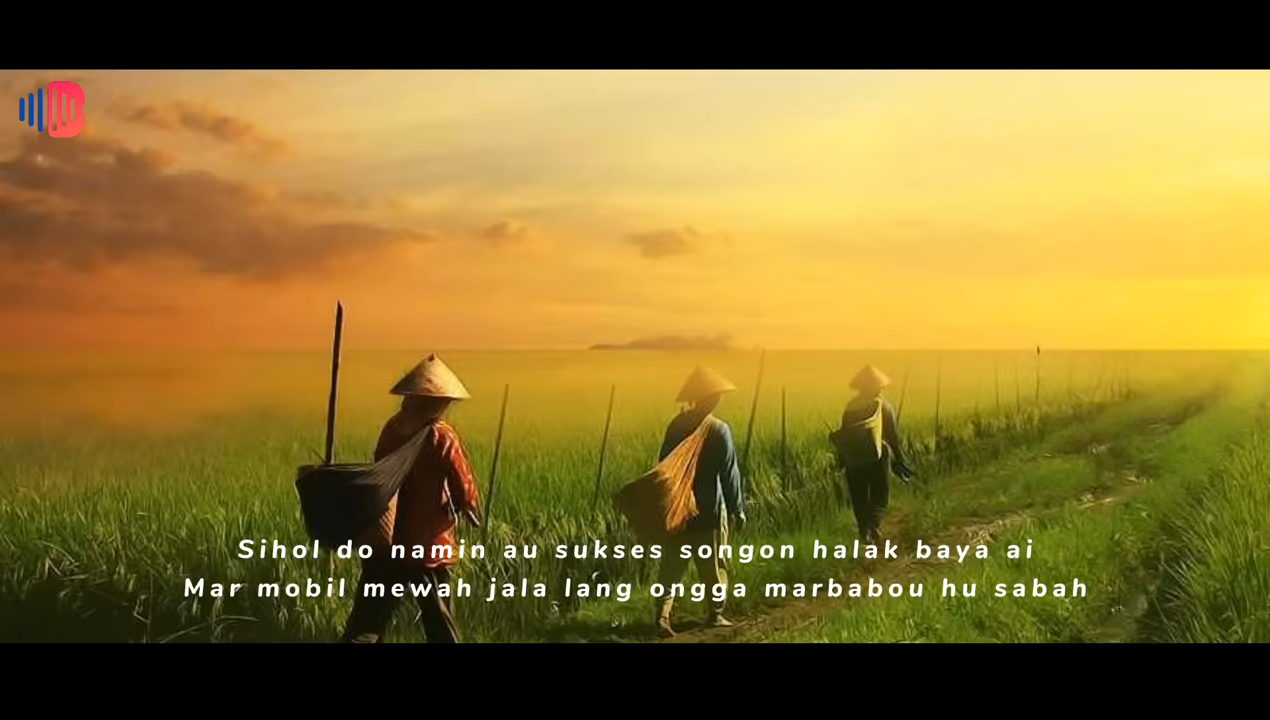 Sihol do namin au sukses songon halak baya ai
Mar mobil mewah jala lang ongga marbabou hu sabah